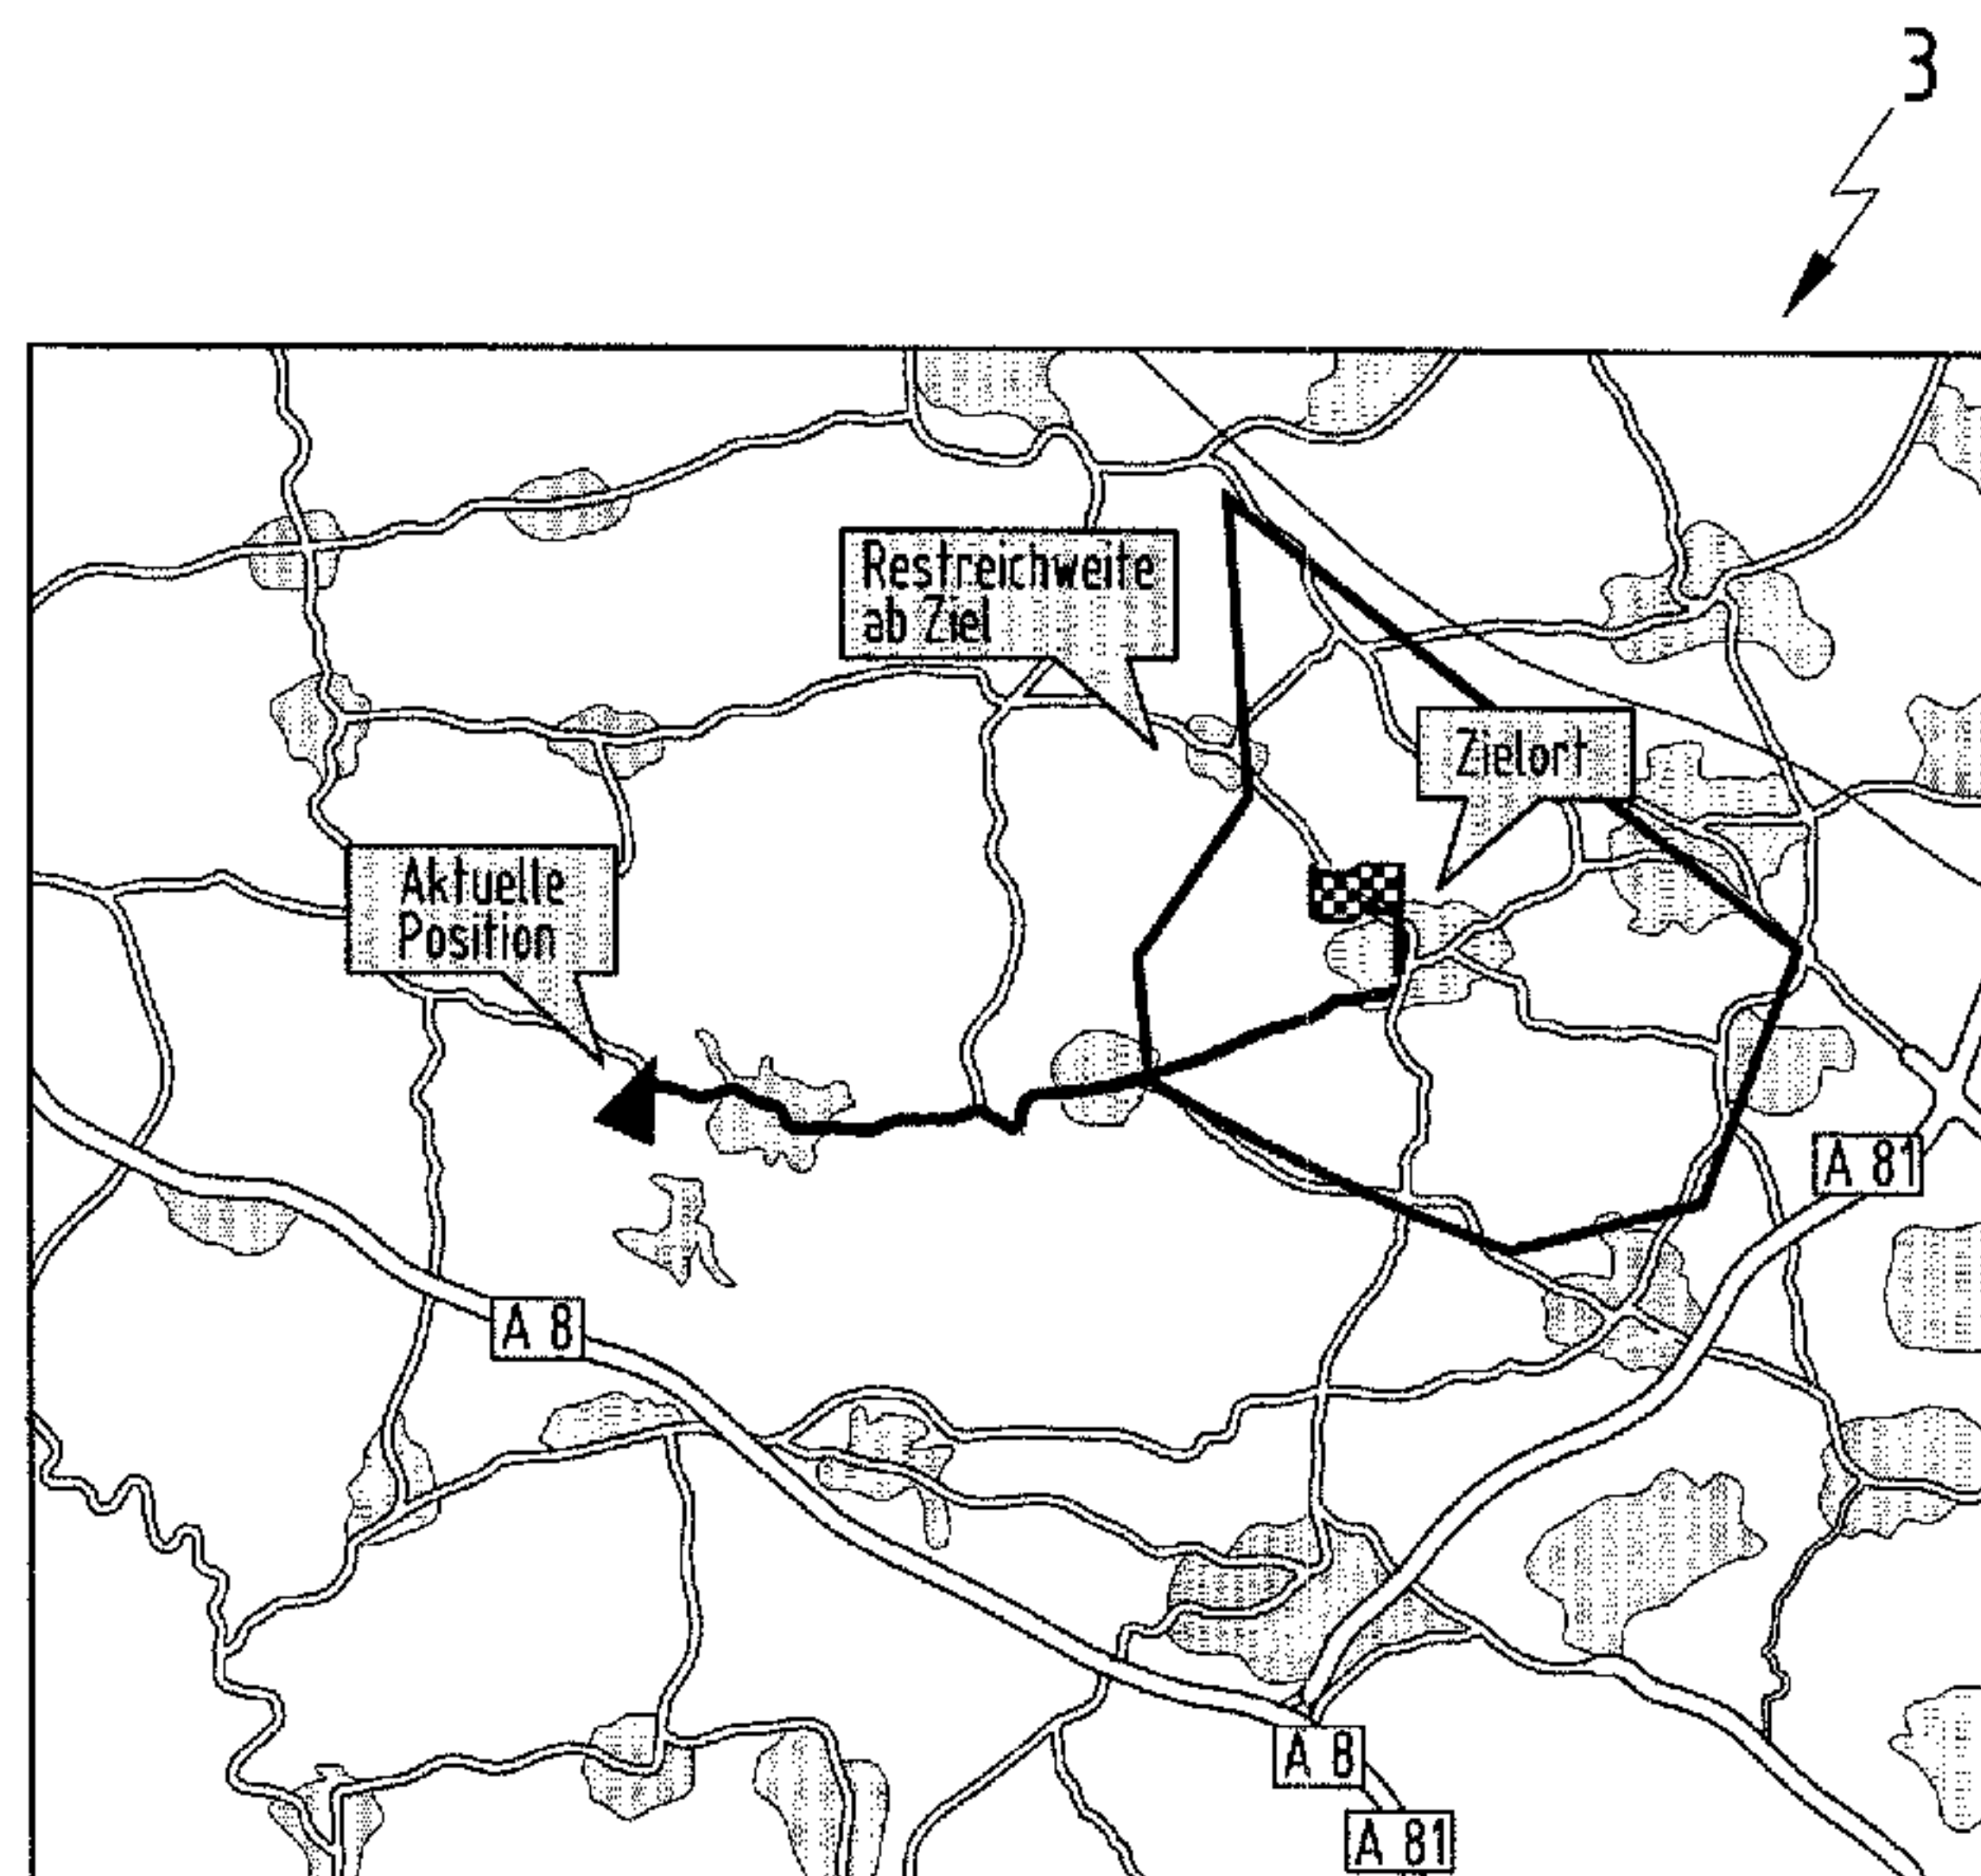 3
Restreichweite
ab Ziel
Zielort
Aktuelle
Position
A 81
A 8
A 8
A 81